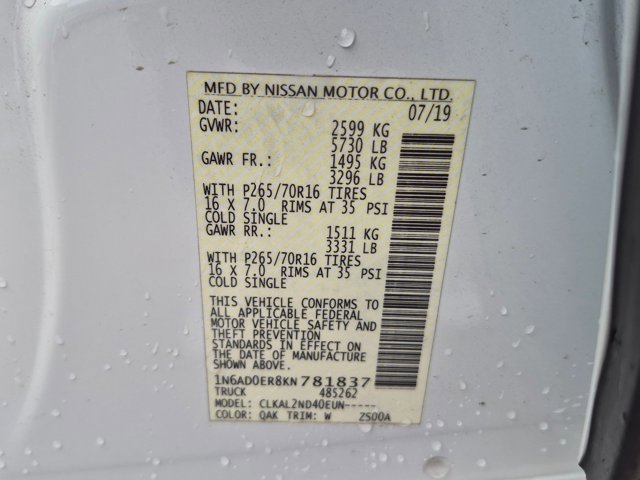 MFD BY NISSAN MOTOR CO., LTD.
DATE: 07/19
GVWR: 2599 KG
5730 LB
GAWR FR.: 1495 KG
3296 LB
WITH P265/70R16 TIRES
16 X 7.0 RIMS AT 35 PSI
COLD SINGLE
GAWR RR.: 1511 KG
3331 LB
WITH P265/70R16 TIRES
16 X 7.0 RIMS AT 35 PSI
COLD SINGLE
THIS VEHICLE CONFORMS TO
ALL APPLICABLE FEDERAL
MOTOR VEHICLE SAFETY AND
THEFT PREVENTION
STANDARDS IN EFFECT ON
THE DATE OF MANUFACTURE
SHOWN ABOVE.
1N6AD0ER8KN781837
TRUCK 485262
MODEL: CLKAL2ND40EUN-----
COLOR: QAK TRIM: W ZS00A